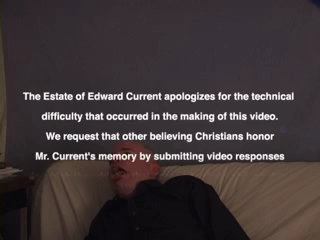 The Estate of Edward Current apologizes for the technical
difficulty that occurred in the making of this video.
We request that other believing Christians honor
Mr. Current's memory by submitting video responses